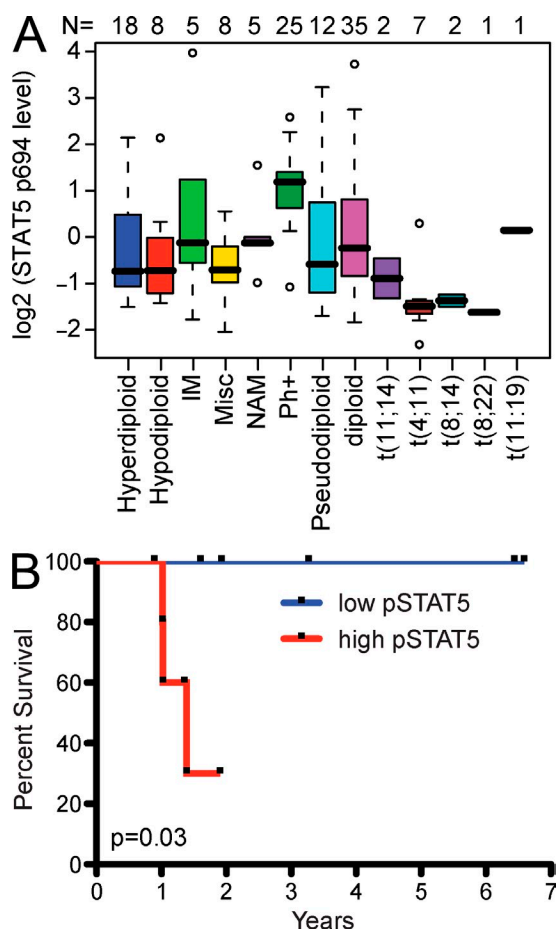 A
N= 18 8 5 8 5 25 12 35 2 7 2 1 1
log2 (STAT5 p694 level)
4
3
2
1
0
−1
−2
Hyperdiploid
Hypodiploid
IM
Misc
NAM
Ph+
Pseudodiploid
diploid
t(11;14)
t(4;11)
t(8;14)
t(8;22)
t(11:19)
B
Percent Survival
100
80
60
40
20
0
low pSTAT5
high pSTAT5
p=0.03
0 1 2 3 4 5 6 7
Years